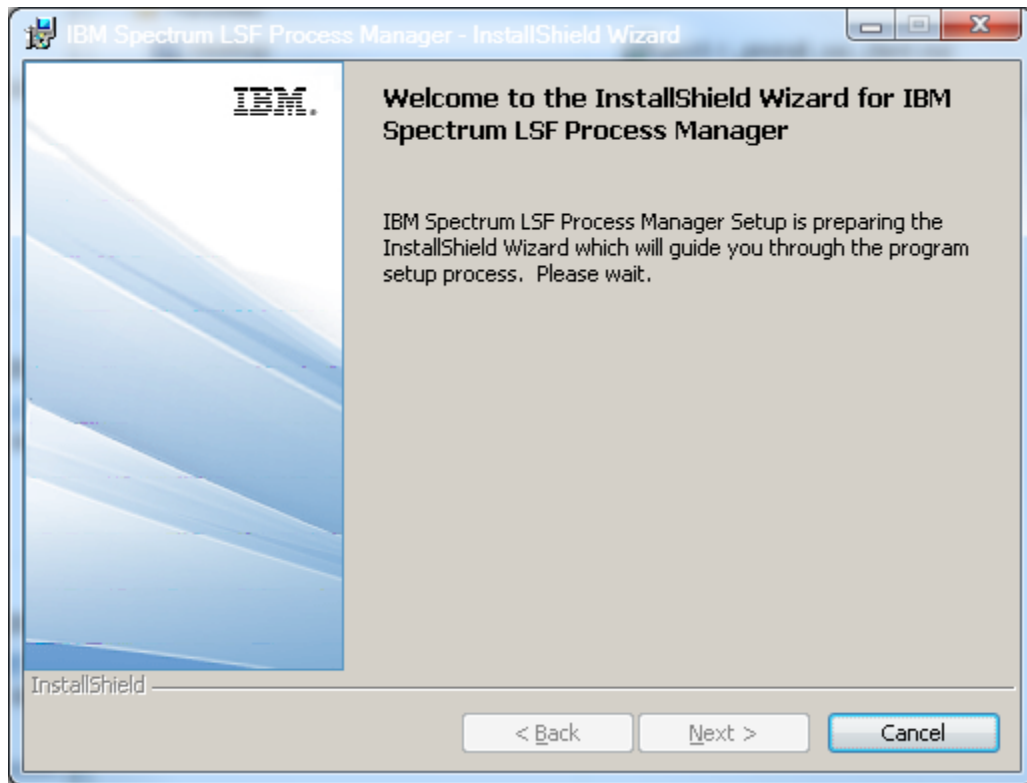 IBM Spectrum LSF Process Manager - InstallShield Wizard
IBM.
Welcome to the InstallShield Wizard for IBM
Spectrum LSF Process Manager
IBM Spectrum LSF Process Manager Setup is preparing the
InstallShield Wizard which will guide you through the program
setup process.  Please wait.
InstallShield
< Back
Next >
Cancel